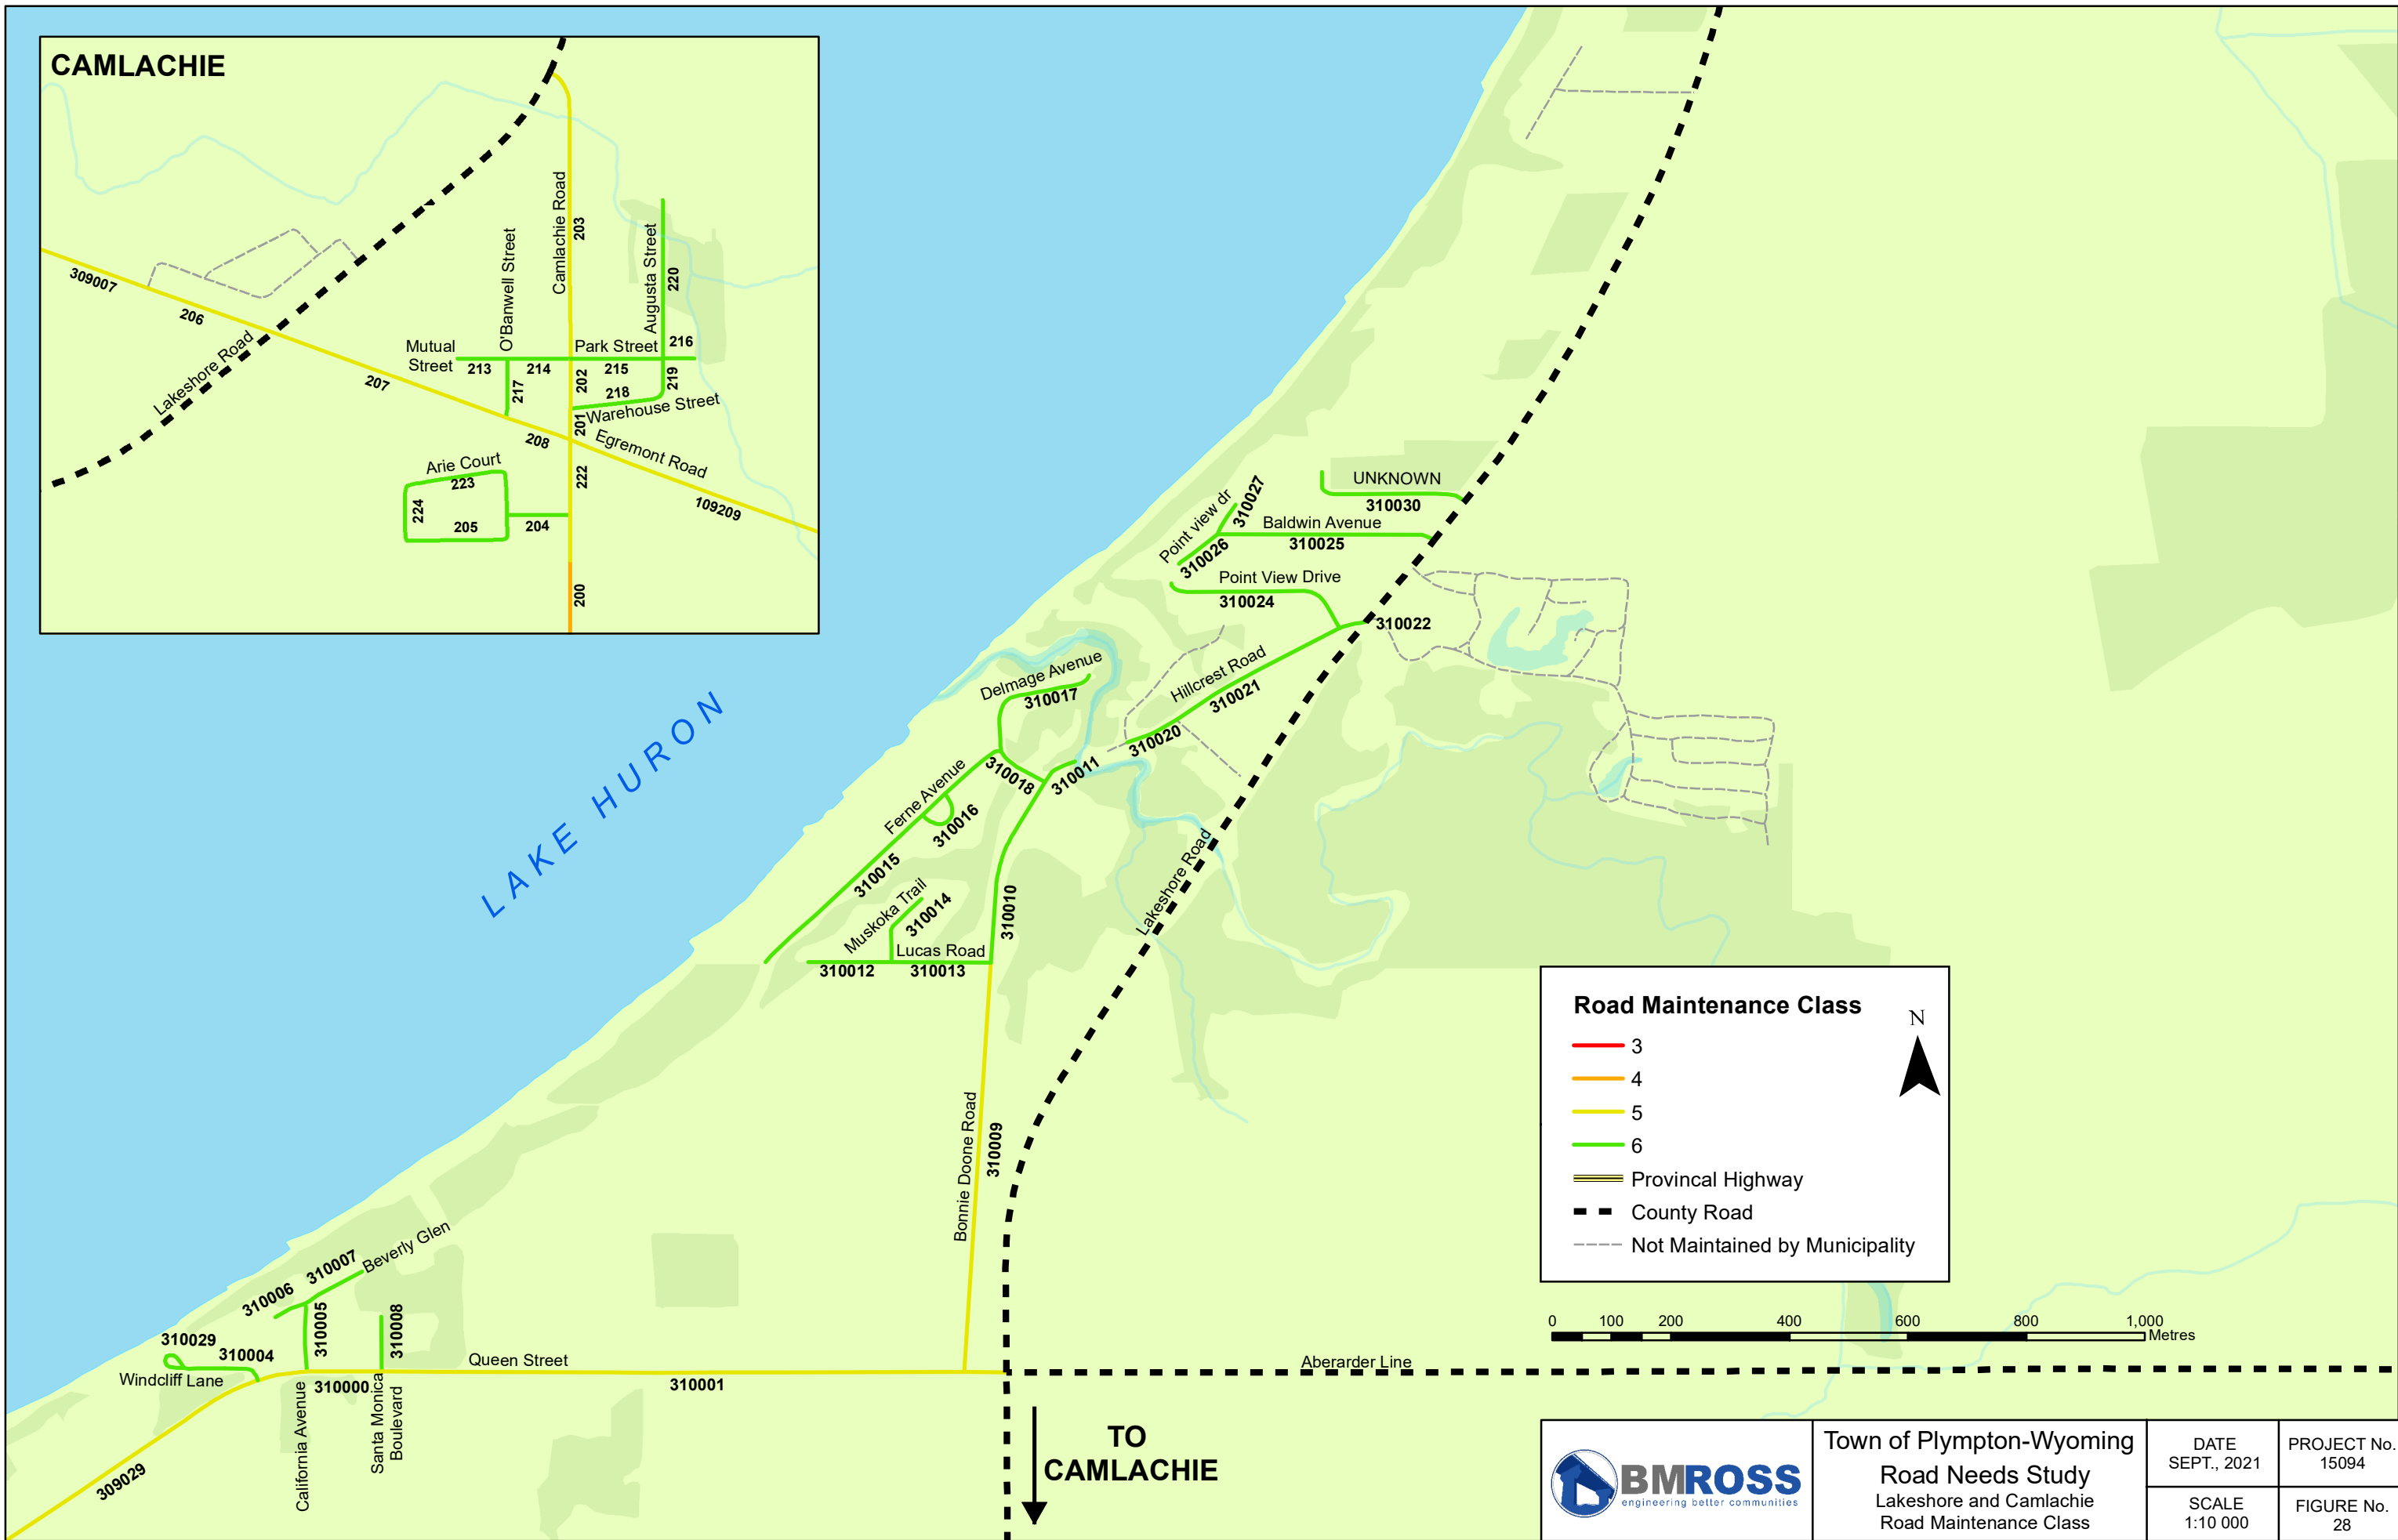 CAMLACHIE
Camlachie Road
203
O'Banwell Street
Augusta Street
220
309007
206
Lakeshore Road
207
Mutual
Street
213
214
Park Street
215
216
217
202
218
219
201
Warehouse Street
208
Egremont Road
109209
222
Arie Court
223
224
205
204
200
LAKE HURON
UNKNOWN
310030
Point view dr
310027
310026
Baldwin Avenue
310025
Point View Drive
310024
310022
Hillcrest Road
310021
310020
Delmage Avenue
310017
310018
310011
Ferne Avenue
310016
310015
Muskoka Trail
310014
310010
Lucas Road
310012
310013
Lakeshore Road
Bonnie Doone Road
310009
Beverly Glen
310007
310006
310005
310008
310029
310004
Windcliff Lane
Queen Street
310000
310001
California Avenue
Santa Monica
Boulevard
309029
Aberarder Line
TO
CAMLACHIE
Road Maintenance Class
N
3
4
5
6
Provincal Highway
County Road
Not Maintained by Municipality
0 100 200 400 600 800 1,000
Metres
BMROSS
engineering better communities
Town of Plympton-Wyoming
Road Needs Study
Lakeshore and Camlachie
Road Maintenance Class
DATE
SEPT., 2021
PROJECT No.
15094
SCALE
1:10 000
FIGURE No.
28